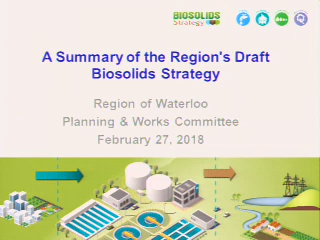 BIOSOLIDS
Strategy
A Summary of the Region's Draft
Biosolids Strategy
Region of Waterloo
Planning & Works Committee
February 27, 2018